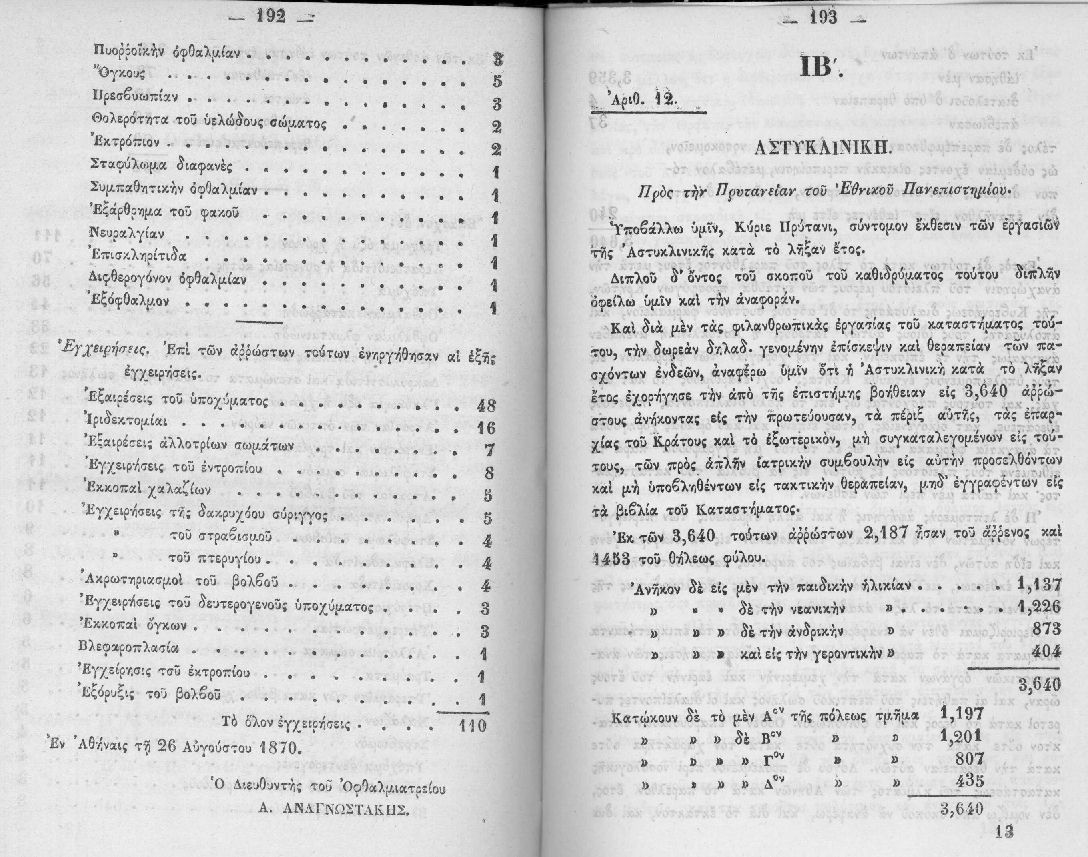 — 192 —
Πυοῤῥοϊκὴν ὀφθαλμίαν . . . . . . . . . . . 3
Ὄγκους . . . . . . . . . . . . . . . 5
Πρεσβυωπίαν . . . . . . . . . . . . . 3
Θολερότητα τοῦ ὑελώδους σώματος . . . . . . 2
Ἐκτρόπιον . . . . . . . . . . . . . . 2
Σταφύλωμα διαφανὲς . . . . . . . . . . . 1
Συμπαθητικὴν ὀφθαλμίαν . . . . . . . . . 1
Ἐξάρθρημα τοῦ φακοῦ . . . . . . . . . . 1
Νευραλγίαν . . . . . . . . . . . . . 1
Ἐπισκληρίτιδα . . . . . . . . . . . . 1
Διφθερογόνον ὀφθαλμίαν . . . . . . . . . 1
Ἐξόφθαλμον . . . . . . . . . . . . . 1
Ἐγχειρήσεις. Ἐπὶ τῶν ἀῤῥώστων τούτων ἐνηργήθησαν αἱ ἑξῆς
ἐγχειρήσεις.
Ἐξαιρέσεις τοῦ ὑποχύματος . . . . . . . . . 48
Ἰριδεκτομίαι . . . . . . . . . . . . . 16
Ἐξαιρέσεις ἀλλοτρίων σωμάτων . . . . . . . 7
Ἐγχειρήσεις τοῦ ἐντροπίου . . . . . . . . . 8
Ἐκκοπαὶ χαλαζίων . . . . . . . . . . . 5
Ἐγχειρήσεις τῆς δακρυχόου σύριγγος . . . . . . 5
» τοῦ στραβισμοῦ . . . . . . . . 4
» τοῦ πτερυγίου . . . . . . . . . 4
Ἀκρωτηριασμοὶ τοῦ βολβοῦ . . . . . . . . 4
Ἐγχειρήσεις τοῦ δευτερογενοῦς ὑποχύματος . . . . 3
Ἐκκοπαὶ ὄγκων . . . . . . . . . . . . 3
Βλεφαροπλασία . . . . . . . . . . . . 1
Ἐγχείρησις τοῦ ἐκτροπίου . . . . . . . . . 1
Ἐξόρυξις τοῦ βολβοῦ . . . . . . . . . . 1
Τὸ ὅλον ἐγχειρήσεις . . . . 110
Ἐν Ἀθήναις τῇ 26 Αὐγούστου 1870.
Ὁ Διευθυντὴς τοῦ Ὀφθαλμιατρείου
Α. ΑΝΑΓΝΩΣΤΑΚΗΣ.
— 193 —
ΙΒ΄.
Ἀριθ. 12.
ΑΣΤΥΚΛΙΝΙΚΗ.
Πρὸς τὴν Πρυτανείαν τοῦ Ἐθνικοῦ Πανεπιστημίου.
Ὑποβάλλω ὑμῖν, Κύριε Πρύτανι, σύντομον ἔκθεσιν τῶν ἐργασιῶν
τῆς Ἀστυκλινικῆς κατὰ τὸ λῆξαν ἔτος.
Διπλοῦ δ' ὄντος τοῦ σκοποῦ τοῦ καθιδρύματος τούτου διπλῆν
ὀφείλω ὑμῖν καὶ τὴν ἀναφοράν.
Καὶ διὰ μὲν τὰς φιλανθρωπικὰς ἐργασίας τοῦ καταστήματος τού-
του, τὴν δωρεὰν δηλαδ. γενομένην ἐπίσκεψιν καὶ θεραπείαν τῶν πα-
σχόντων ἐνδεῶν, ἀναφέρω ὑμῖν ὅτι ἡ Ἀστυκλινικὴ κατὰ τὸ λῆξαν
ἔτος ἐχορήγησε τὴν ἀπὸ τῆς ἐπιστήμης βοήθειαν εἰς 3,640 ἀῤῥώ-
στους ἀνήκοντας εἰς τὴν πρωτεύουσαν, τὰ πέριξ αὐτῆς, τὰς ἐπαρ-
χίας τοῦ Κράτους καὶ τὸ ἐξωτερικὸν, μὴ συγκαταλεγομένων εἰς τού-
τους, τῶν πρὸς ἁπλῆν ἰατρικὴν συμβουλὴν εἰς αὐτὴν προσελθόντων
καὶ μὴ ὑποβληθέντων εἰς τακτικὴν θεραπείαν, μηδ' ἐγγραφέντων εἰς
τὰ βιβλία τοῦ Καταστήματος.
Ἐκ τῶν 3,640 τούτων ἀῤῥώστων 2,187 ἦσαν τοῦ ἄῤῥενος καὶ
1453 τοῦ θήλεως φύλου.
Ἀνῆκον δὲ εἰς μὲν τὴν παιδικὴν ἡλικίαν . . . . . 1,137
» » » δὲ τὴν νεανικὴν » . . . . . 1,226
» » » δὲ τὴν ἀνδρικὴν » 873
» » » καὶ εἰς τὴν γεροντικὴν » 404
3,640
Κατῴκουν δὲ τὸ μὲν Αον τῆς πόλεως τμῆμα 1,197
» » » δὲ Βον » » 1,201
» » » » Γον » » 807
» » » » Δον » » 435
3,640
13